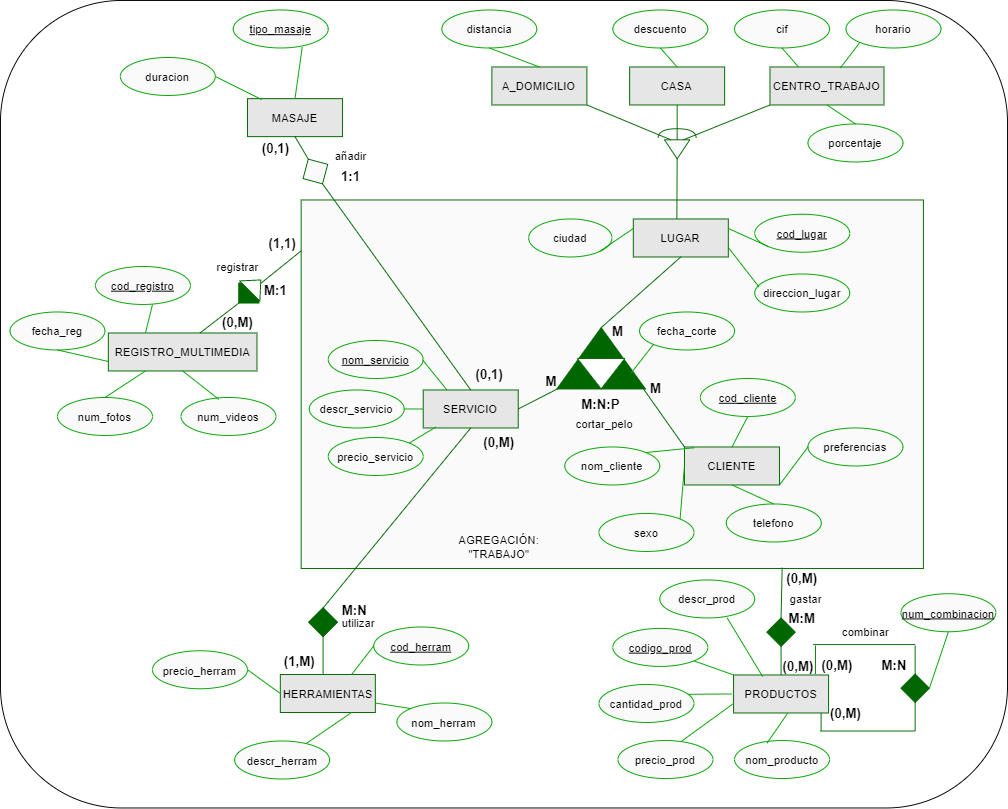 tipo_masaje
distancia
descuento
cif
horario
duracion
A_DOMICILIO
CASA
CENTRO_TRABAJO
MASAJE
porcentaje
(0,1)
añadir
1:1
ciudad
LUGAR
cod_lugar
(1,1)
registrar
cod_registro
M:1
direccion_lugar
(0,M)
fecha_reg
M
fecha_corte
REGISTRO_MULTIMEDIA
nom_servicio
(0,1)
M
M
num_fotos
num_videos
descr_servicio
SERVICIO
M:N:P
cod_cliente
cortar_pelo
(0,M)
precio_servicio
preferencias
nom_cliente
CLIENTE
sexo
telefono
AGREGACIÓN:
"TRABAJO"
(0,M)
descr_prod
gastar
M:N
utilizar
M:M
num_combinacion
combinar
codigo_prod
cod_herram
(1,M)
(0,M)
(0,M)
M:N
precio_herram
HERRAMIENTAS
PRODUCTOS
cantidad_prod
(0,M)
nom_herram
descr_herram
precio_prod
nom_producto